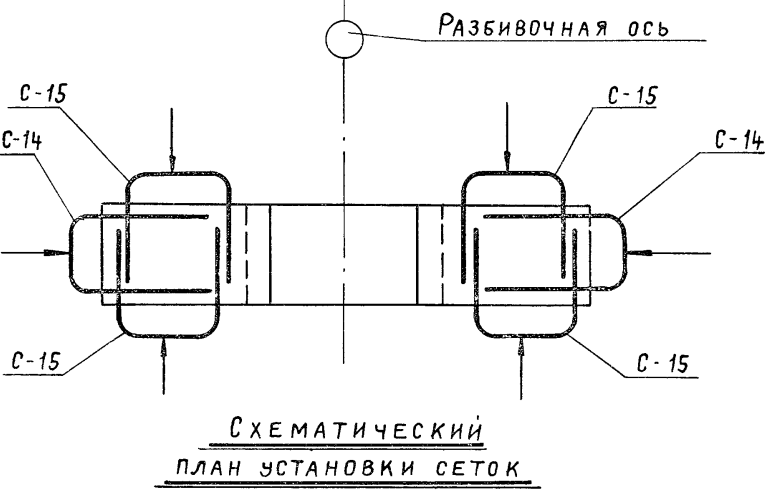 Разбивочная ось
С-15
С-15
С-14
С-14
С-15
С-15
Схематический
план установки сеток